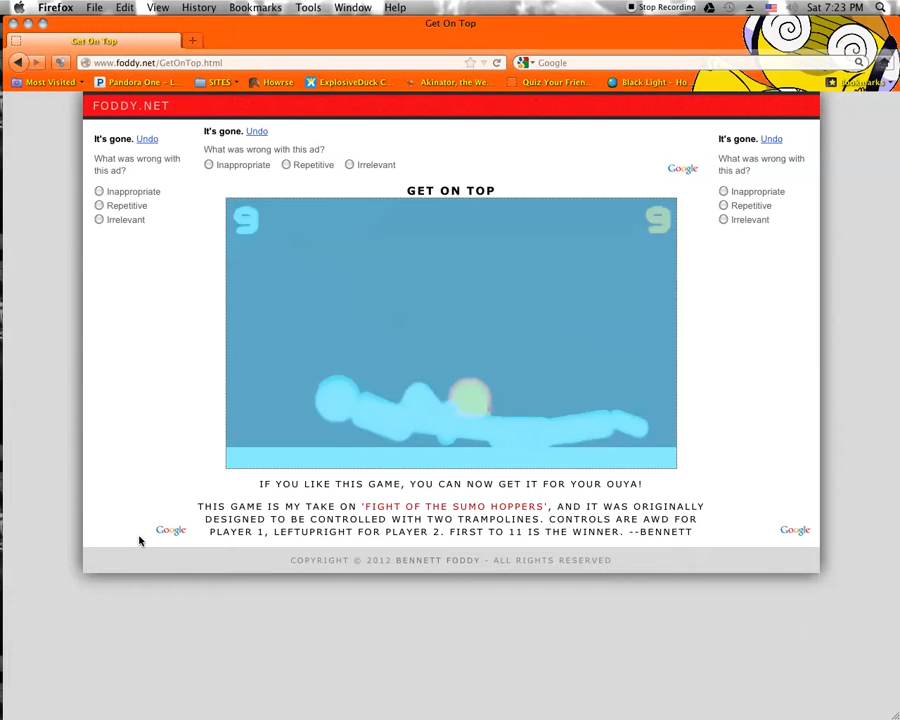 Firefox File Edit View History Bookmarks Tools Window Help Stop Recording Sat 7:23 PM
Get On Top
Get On Top
www.foddy.net/GetOnTop.html Google
Most Visited Pandora One – L... SITES Howrse ExplosiveDuck C... Akinator, the We... Quiz Your Frien... Black Light – Ho... Bookmarks
FODDY.NET
It's gone. Undo
What was wrong with
this ad?
Inappropriate
Repetitive
Irrelevant
Google
It's gone. Undo
What was wrong with this ad?
Inappropriate Repetitive Irrelevant
Google
It's gone. Undo
What was wrong with
this ad?
Inappropriate
Repetitive
Irrelevant
Google
GET ON TOP
9 9
IF YOU LIKE THIS GAME, YOU CAN NOW GET IT FOR YOUR OUYA!
THIS GAME IS MY TAKE ON 'FIGHT OF THE SUMO HOPPERS', AND IT WAS ORIGINALLY
DESIGNED TO BE CONTROLLED WITH TWO TRAMPOLINES. CONTROLS ARE AWD FOR
PLAYER 1, LEFTUPRIGHT FOR PLAYER 2. FIRST TO 11 IS THE WINNER. --BENNETT
COPYRIGHT © 2012 BENNETT FODDY - ALL RIGHTS RESERVED